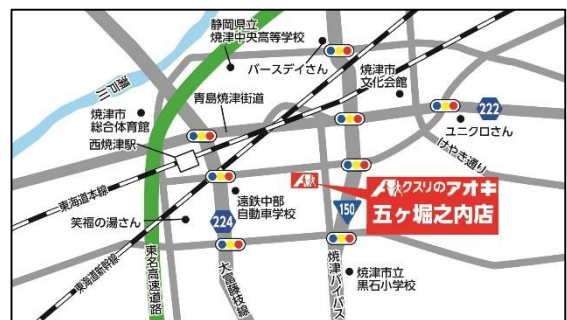 静岡県立
焼津中央高等学校
バースデイさん
瀬戸川
青島焼津街道
焼津市
文化会館
222
焼津市
総合体育館
ユニクロさん
けやき通り
西焼津駅
東海道本線
クスリのアオキ
五ヶ堀之内店
遠鉄中部
自動車学校
笑福の湯さん
224
150
東海道新幹線
東名高速道路
大冨藤枝線
焼津バイパス
焼津市立
黒石小学校